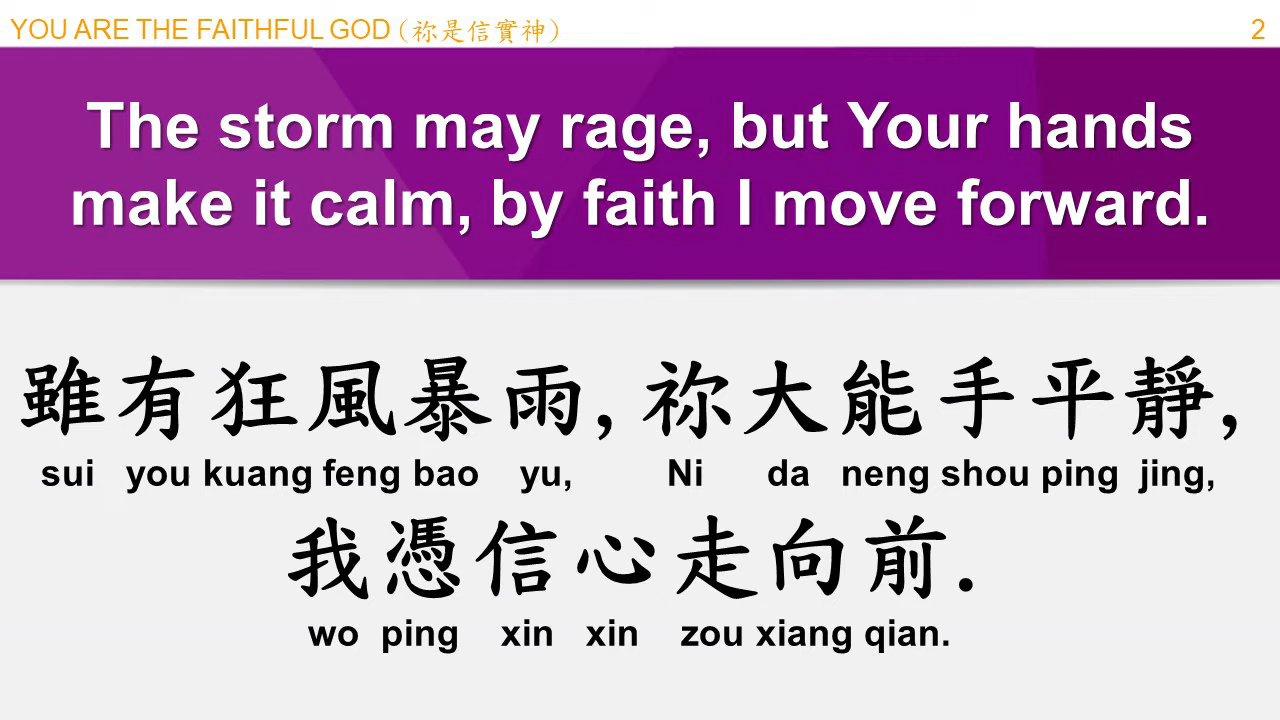 YOU ARE THE FAITHFUL GOD (祢是信實神) 2
The storm may rage, but Your hands
make it calm, by faith I move forward.
雖有狂風暴雨, 祢大能手平靜,
sui you kuang feng bao yu, Ni da neng shou ping jing,
我憑信心走向前.
wo ping xin xin zou xiang qian.